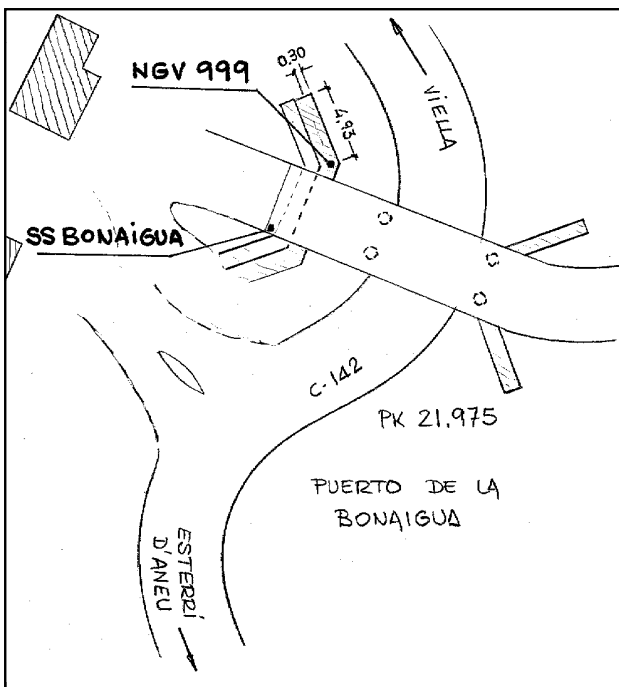 NGV 999
0.30
4.93
VIELLA
SS BONAIGUA
C-142
PK 21.975
PUERTO DE LA
BONAIGUA
ESTERRÍ
D'ANEU